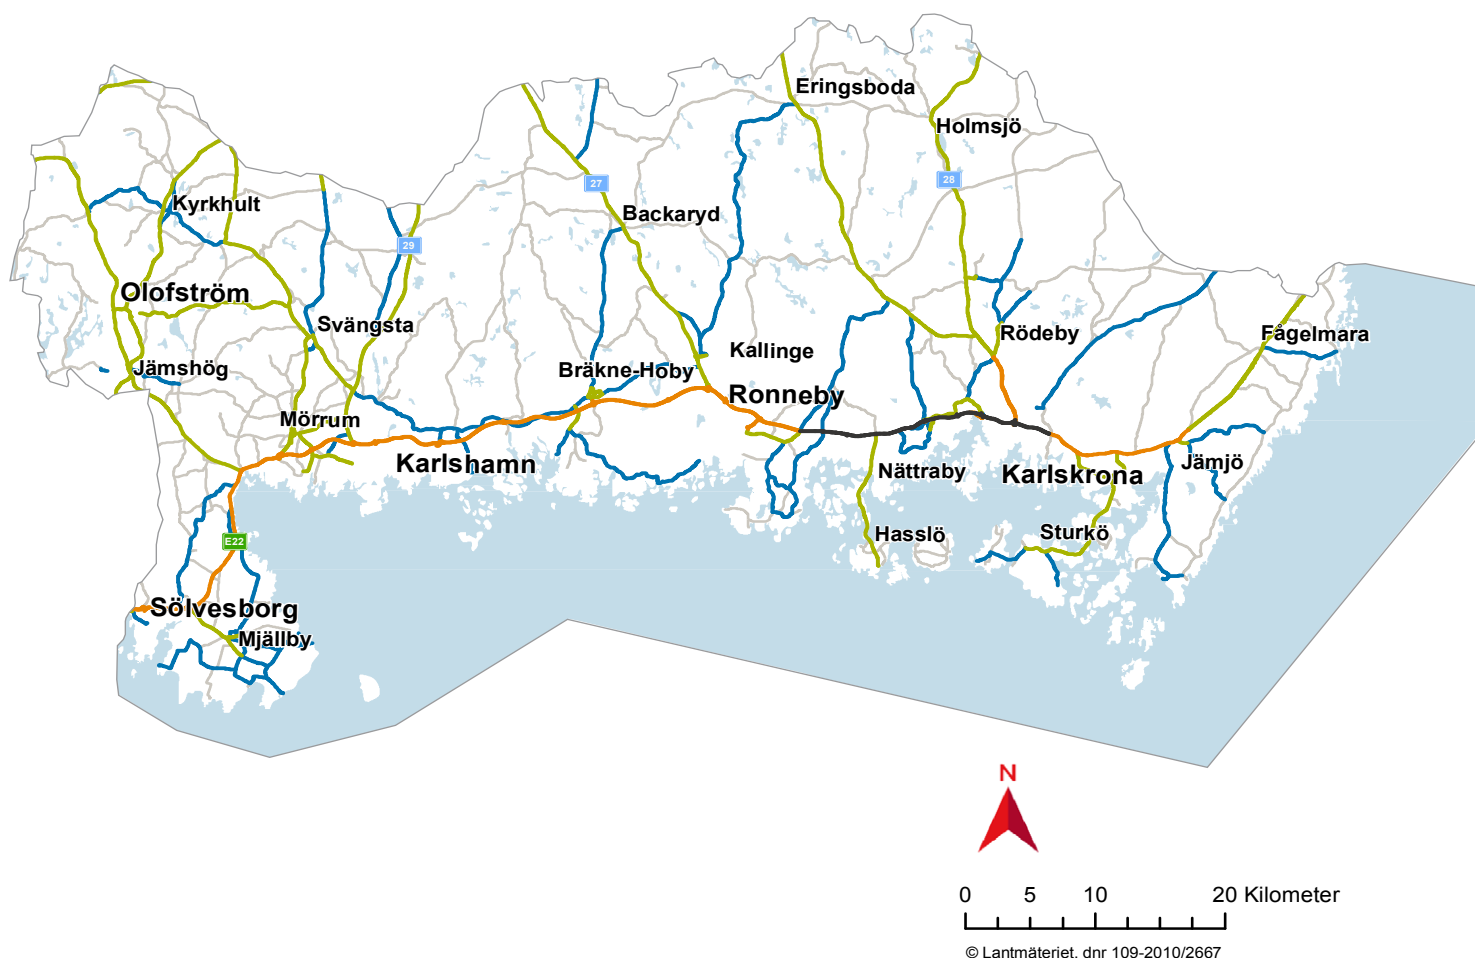 Eringsboda
Holmsjö
28
27
Kyrkhult
Backaryd
29
Olofström
Svängsta
Rödeby
Fågelmara
Kallinge
Jämshög
Bräkne-Hoby
Ronneby
Mörrum
Karlshamn
Nättraby
Karlskrona
Jämjö
E22
Hasslö
Sturkö
Sölvesborg
Mjällby
N
0 5 10 20 Kilometer
© Lantmäteriet, dnr 109-2010/2667